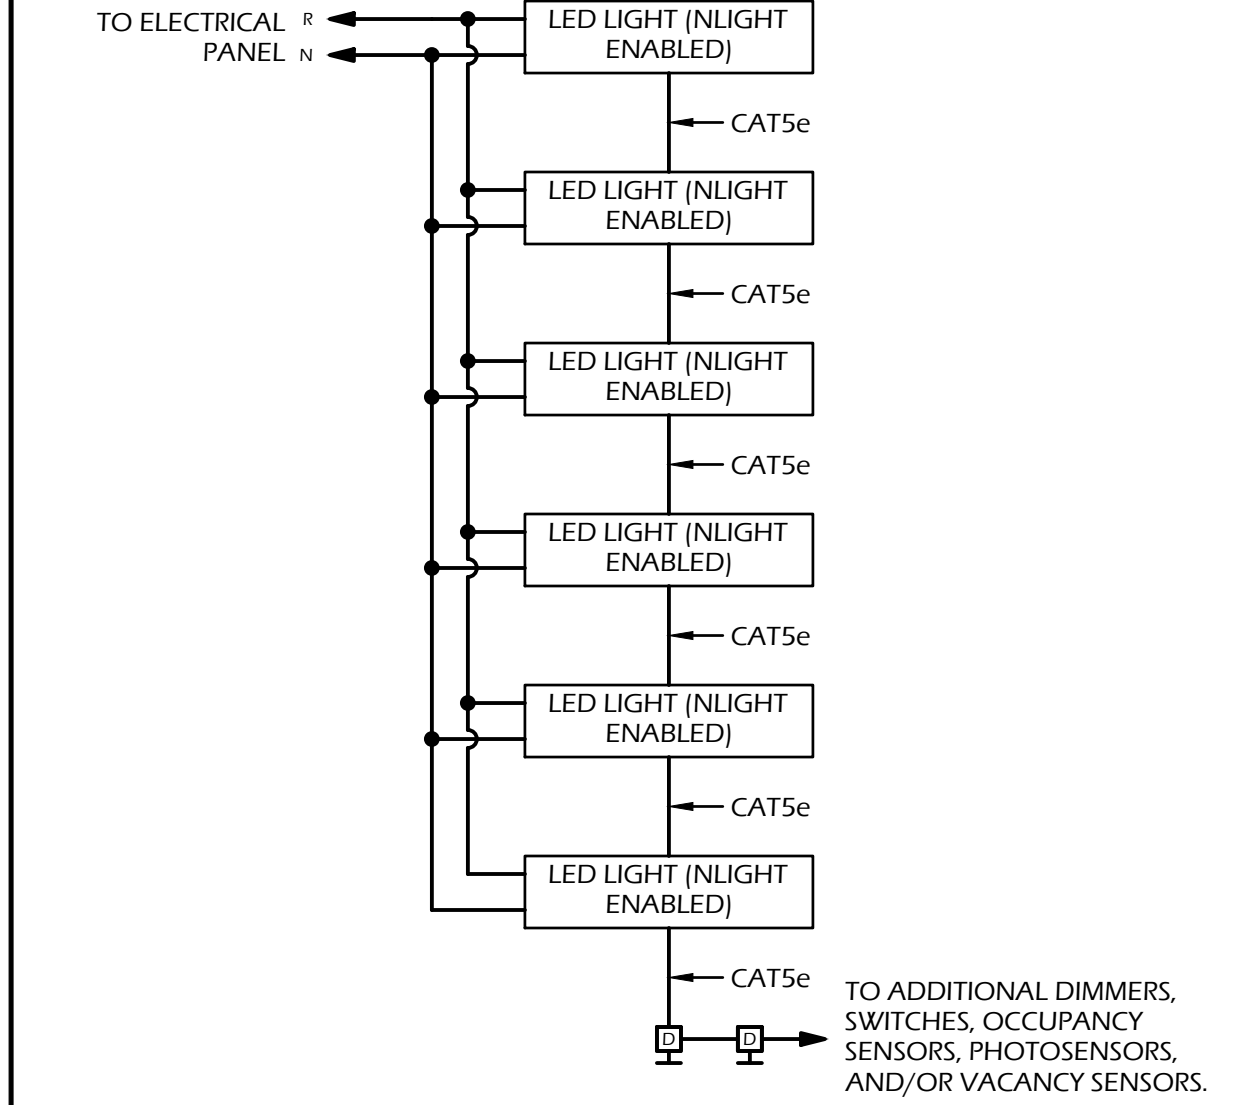 TO ELECTRICAL R
PANEL N
LED LIGHT (NLIGHT
ENABLED)
CAT5e
LED LIGHT (NLIGHT
ENABLED)
CAT5e
LED LIGHT (NLIGHT
ENABLED)
CAT5e
LED LIGHT (NLIGHT
ENABLED)
CAT5e
LED LIGHT (NLIGHT
ENABLED)
CAT5e
LED LIGHT (NLIGHT
ENABLED)
CAT5e
D D
TO ADDITIONAL DIMMERS,
SWITCHES, OCCUPANCY
SENSORS, PHOTOSENSORS,
AND/OR VACANCY SENSORS.